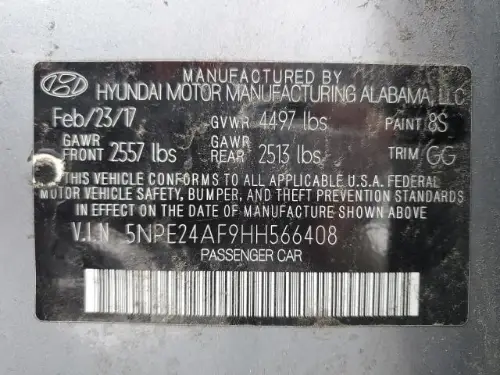 MANUFACTURED BY
HYUNDAI MOTOR MANUFACTURING ALABAMA, LLC
Feb/23/17 GVWR 4497 lbs PAINT 8S
GAWR FRONT 2557 lbs GAWR REAR 2513 lbs TRIM GG
THIS VEHICLE CONFORMS TO ALL APPLICABLE U.S.A. FEDERAL
MOTOR VEHICLE SAFETY, BUMPER, AND THEFT PREVENTION STANDARDS
IN EFFECT ON THE DATE OF MANUFACTURE SHOWN ABOVE.
V.I.N 5NPE24AF9HH566408
PASSENGER CAR